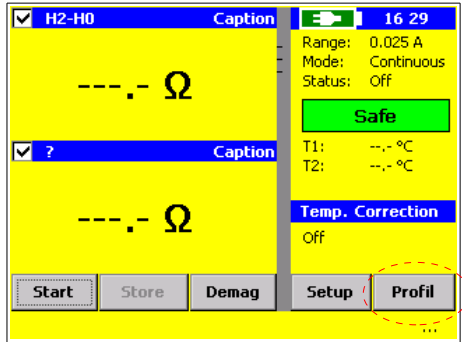 H2-H0 Caption
---.- Ω
? Caption
---.- Ω
Start Store Demag
16 29
Range: 0.025 A
Mode: Continuous
Status: Off
Safe
T1: --.- °C
T2: --.- °C
Temp. Correction
Off
Setup Profil
...